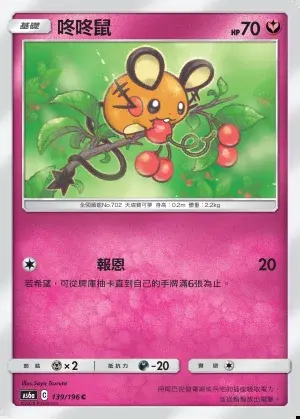 基礎 咚咚鼠 HP70
全國圖鑑No.702 天線寶可夢 身高:0.2m 體重:2.2kg
報恩 20
若希望,可從牌庫抽卡直到自己的手牌滿6張為止。
弱點 ×2 抵抗力 -20 撤退
Illus. Saya Tsuruta
AS6a C 139/196 C